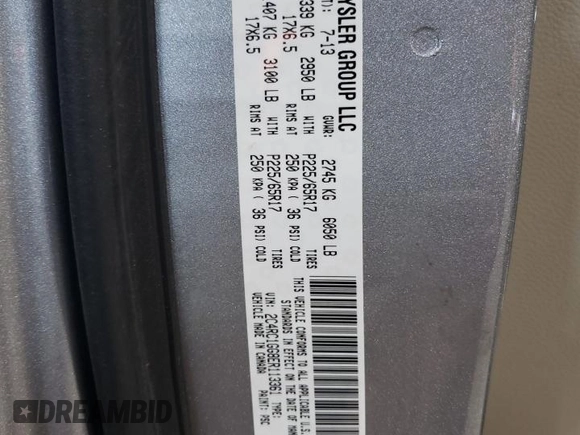 YSLER GROUP LLC
7-13 GVWR: 2745 KG 6050 LB
339 KG 2950 LB WITH P225/65R17 TIRES
17X6.5 RIMS AT 250 KPA ( 36 PSI) COLD
407 KG 3100 LB WITH P225/65R17 TIRES
17X6.5 RIMS AT 250 KPA ( 36 PSI) COLD
THIS VEHICLE CONFORMS TO ALL APPLICABLE U.S.
STANDARDS IN EFFECT ON THE DATE OF MAN
VIN: 2C4RC1GG8ER113361 TYPE:
VEHICLE MADE IN CANADA PAINT: PSC
DREAMBID